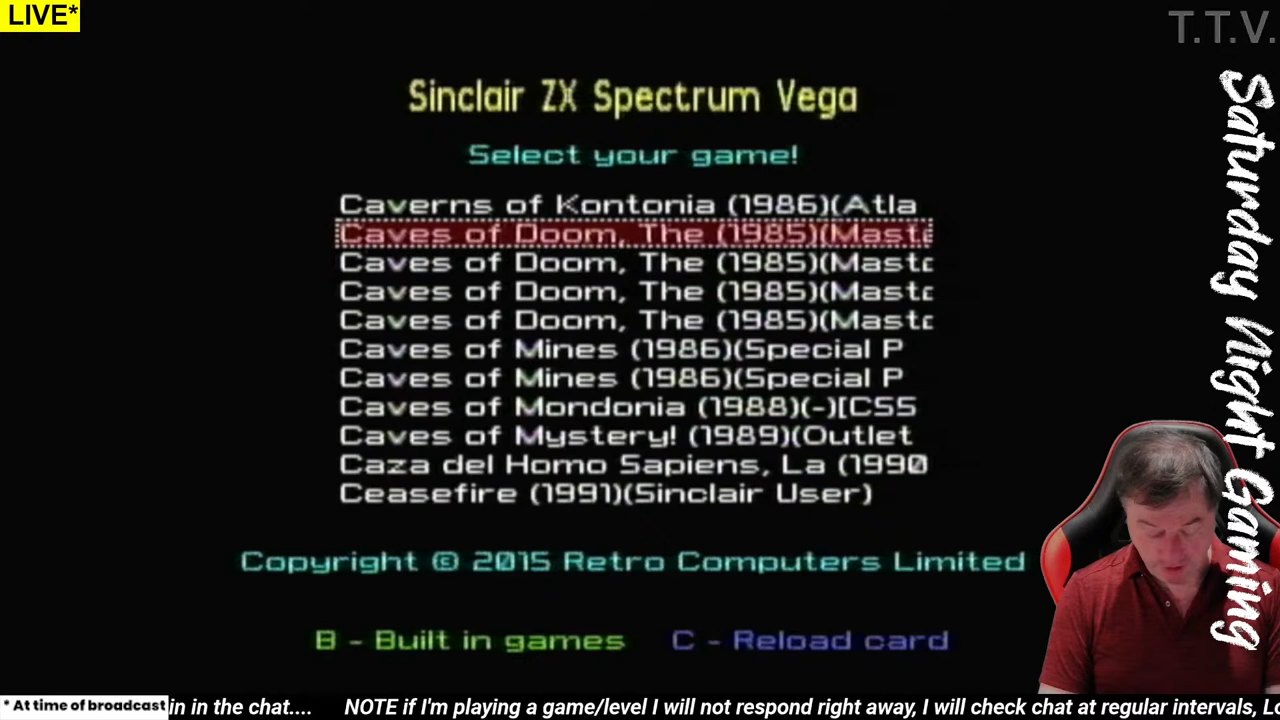 LIVE*
T.T.V.
Sinclair ZX Spectrum Vega
Select your game!
Caverns of Kontonia (1986)(Atla
Caves of Doom, The (1985)(Maste
Caves of Doom, The (1985)(Maste
Caves of Doom, The (1985)(Maste
Caves of Doom, The (1985)(Maste
Caves of Mines (1986)(Special P
Caves of Mines (1986)(Special P
Caves of Mondonia (1988)(-)[CSS
Caves of Mystery! (1989)(Outlet
Caza del Homo Sapiens, La (1990
Ceasefire (1991)(Sinclair User)
Copyright © 2015 Retro Computers Limited
B - Built in games C - Reload card
Saturday Night Gaming
* At time of broadcast in in the chat.... NOTE if I'm playing a game/level I will not respond right away, I will check chat at regular intervals,